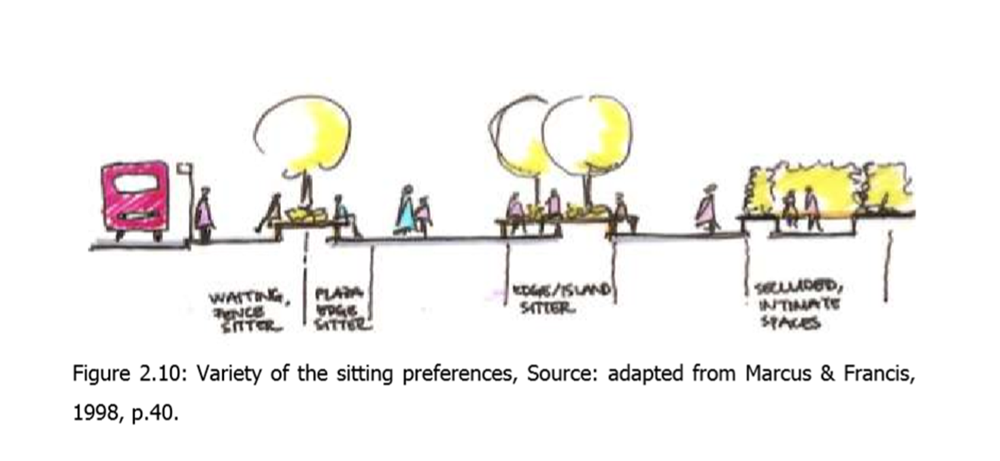 WAITING,
FENCE
SITTER
PLAZA
EDGE
SITTER
EDGE/ISLAND
SITTER
SECLUDED,
INTIMATE
SPACES
Figure 2.10: Variety of the sitting preferences, Source: adapted from Marcus & Francis,
1998, p.40.